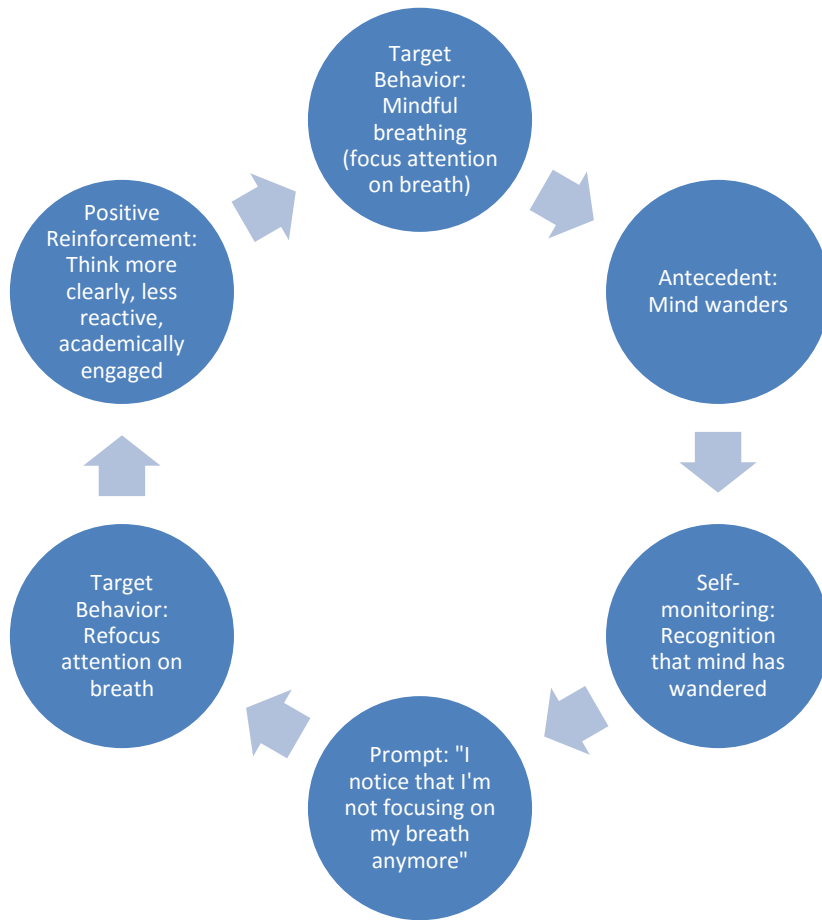 Target
Behavior:
Mindful
breathing
(focus attention
on breath)
Antecedent:
Mind wanders
Self-
monitoring:
Recognition
that mind has
wandered
Prompt: "I
notice that I'm
not focusing on
my breath
anymore"
Target
Behavior:
Refocus
attention on
breath
Positive
Reinforcement:
Think more
clearly, less
reactive,
academically
engaged